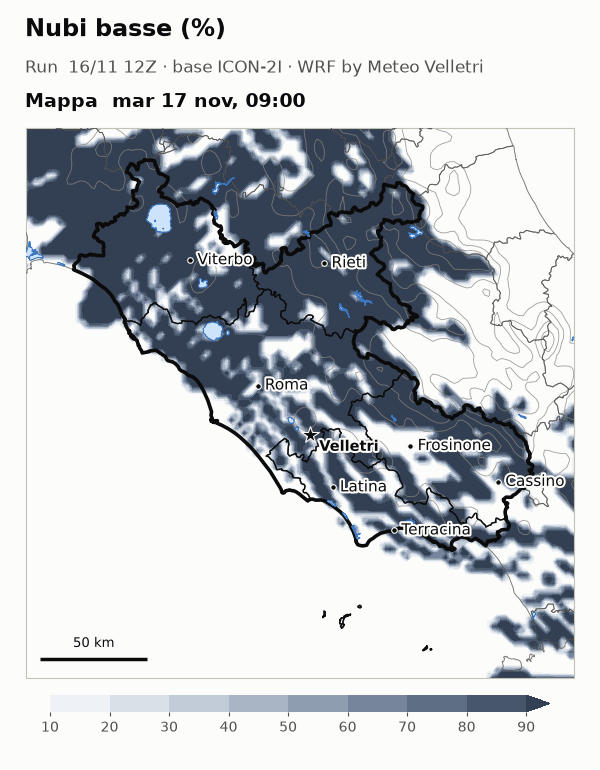 Nubi basse (%)
Run  16/11 12Z · base ICON-2I · WRF by Meteo Velletri
Mappa  mar 17 nov, 09:00
Viterbo
Rieti
Roma
Velletri
Frosinone
Latina
Cassino
Terracina
50 km
10 20 30 40 50 60 70 80 90